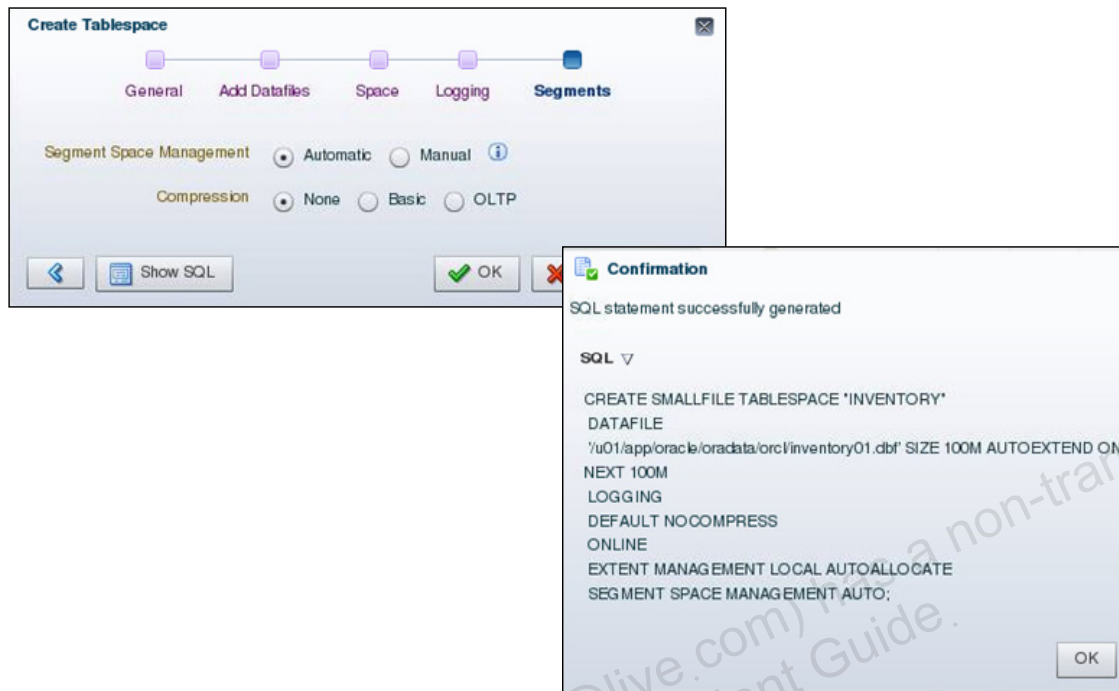 Create Tablespace
General Add Datafiles Space Logging Segments
Segment Space Management Automatic Manual
Compression None Basic OLTP
Show SQL OK
Confirmation
SQL statement successfully generated
SQL
CREATE SMALLFILE TABLESPACE "INVENTORY"
DATAFILE
'/u01/app/oracle/oradata/orcl/inventory01.dbf' SIZE 100M AUTOEXTEND ON
NEXT 100M
LOGGING
DEFAULT NOCOMPRESS
ONLINE
EXTENT MANAGEMENT LOCAL AUTOALLOCATE
SEGMENT SPACE MANAGEMENT AUTO;
OK
has a
com)
Guide.